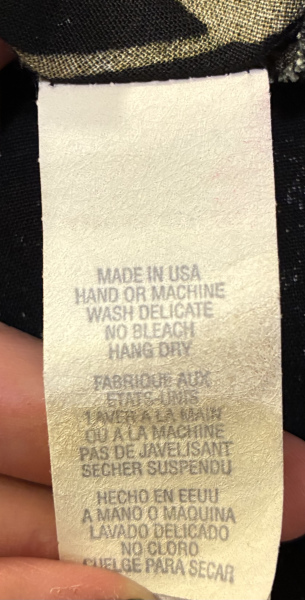 MADE IN USA
HAND OR MACHINE
WASH DELICATE
NO BLEACH
HANG DRY
FABRIQUE AUX
ETATS-UNIS
LAVER A LA MAIN
OU A LA MACHINE
PAS DE JAVELISANT
SECHER SUSPENDU
HECHO EN EEUU
A MANO O MAQUINA
LAVADO DELICADO
NO CLORO
CUELGE PARA SECAR